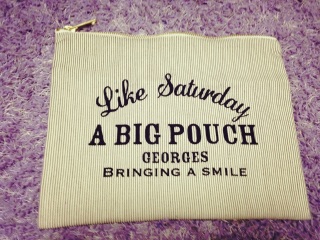 Like Saturday
A BIG POUCH
GEORGES
BRINGING A SMILE